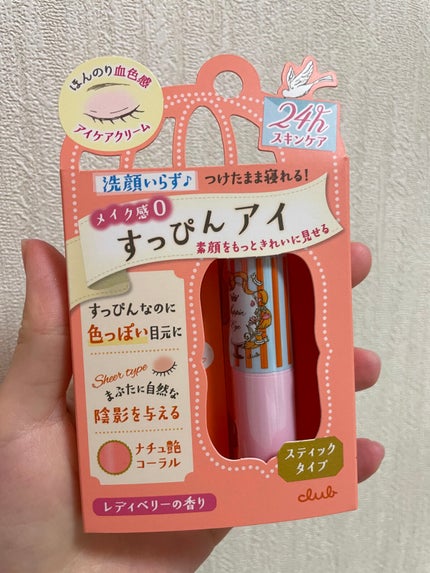 ほんのり血色感
アイケアクリーム
24h
スキンケア
洗顔いらず♪
つけたまま寝れる!
メイク感0
すっぴん アイ
素顔をもっときれいに見せる
すっぴんなのに
色っぽい目元に
Sheer type
まぶたに自然な
陰影を与える
ナチュ艶
コーラル
スティック
タイプ
レディベリーの香り
club